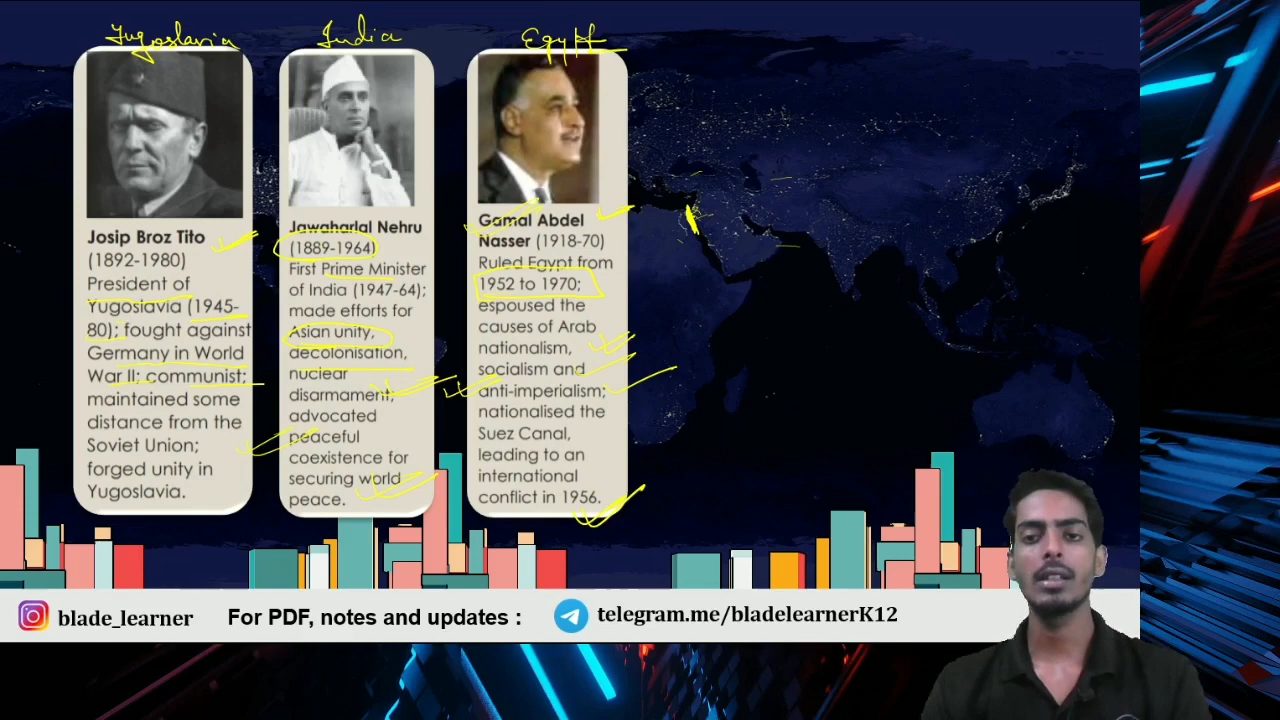 Yugoslavia
India
Egypt
Josip Broz Tito
(1892-1980)
President of
Yugoslavia (1945-
80); fought against
Germany in World
War II; communist;
maintained some
distance from the
Soviet Union;
forged unity in
Yugoslavia.
Jawaharlal Nehru
(1889-1964)
First Prime Minister
of India (1947-64);
made efforts for
Asian unity,
decolonisation,
nuclear
disarmament;
advocated
peaceful
coexistence for
securing world
peace.
Gamal Abdel
Nasser (1918-70)
Ruled Egypt from
1952 to 1970;
espoused the
causes of Arab
nationalism,
socialism and
anti-imperialism;
nationalised the
Suez Canal,
leading to an
international
conflict in 1956.
blade_learner
For PDF, notes and updates :
telegram.me/bladelearnerK12